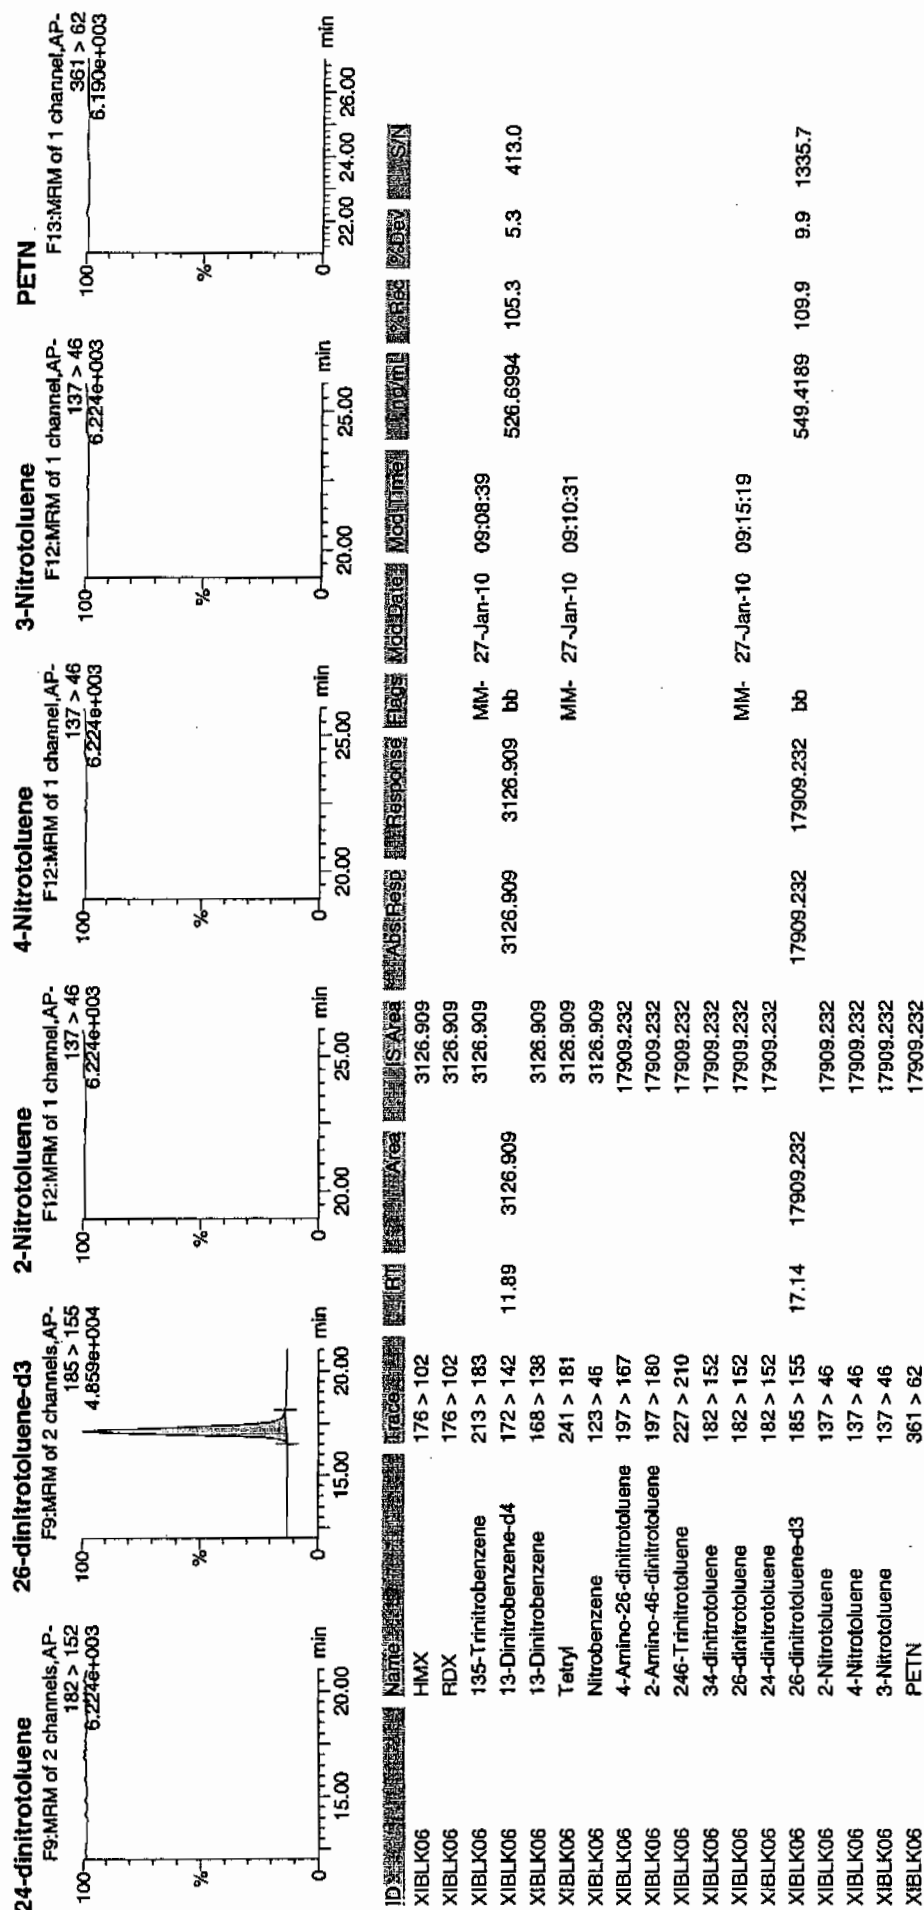 24-dinitrotoluene
F9:MRM of 2 channels,AP-
182 > 152
6.224e+003
100
%
0
15.00 20.00 min
26-dinitrotoluene-d3
F9:MRM of 2 channels,AP-
185 > 155
4.859e+004
100
%
0
15.00 20.00 min
2-Nitrotoluene
F12:MRM of 1 channel,AP-
137 > 46
6.224e+003
100
%
0
20.00 25.00 min
4-Nitrotoluene
F12:MRM of 1 channel,AP-
137 > 46
6.224e+003
100
%
0
20.00 25.00 min
3-Nitrotoluene
F12:MRM of 1 channel,AP-
137 > 46
6.224e+003
100
%
0
20.00 25.00 min
PETN
F13:MRM of 1 channel,AP-
361 > 62
6.190e+003
100
%
0
22.00 24.00 26.00 min
ID Name Trace RT Area IS Area Abs Resp Response Flags Mod Date Mod Time ng/mL %Rec %Dev S/N
XIBLK06 HMX 176 > 102 3126.909
XIBLK06 RDX 176 > 102 3126.909
XIBLK06 135-Trinitrobenzene 213 > 183 3126.909 MM- 27-Jan-10 09:08:39
XIBLK06 13-Dinitrobenzene-d4 172 > 142 11.89 3126.909 3126.909 3126.909 bb 526.6994 105.3 5.3 413.0
XIBLK06 13-Dinitrobenzene 168 > 138 3126.909
XIBLK06 Tetryl 241 > 181 3126.909 MM- 27-Jan-10 09:10:31
XIBLK06 Nitrobenzene 123 > 46 3126.909
XIBLK06 4-Amino-26-dinitrotoluene 197 > 167 17909.232
XIBLK06 2-Amino-46-dinitrotoluene 197 > 180 17909.232
XIBLK06 246-Trinitrotoluene 227 > 210 17909.232
XIBLK06 34-dinitrotoluene 182 > 152 17909.232
XIBLK06 26-dinitrotoluene 182 > 152 17909.232 MM- 27-Jan-10 09:15:19
XIBLK06 24-dinitrotoluene 182 > 152 17909.232
XIBLK06 26-dinitrotoluene-d3 185 > 155 17.14 17909.232 17909.232 17909.232 bb 549.4189 109.9 9.9 1335.7
XIBLK06 2-Nitrotoluene 137 > 46 17909.232
XIBLK06 4-Nitrotoluene 137 > 46 17909.232
XIBLK06 3-Nitrotoluene 137 > 46 17909.232
XIBLK06 PETN 361 > 62 17909.232